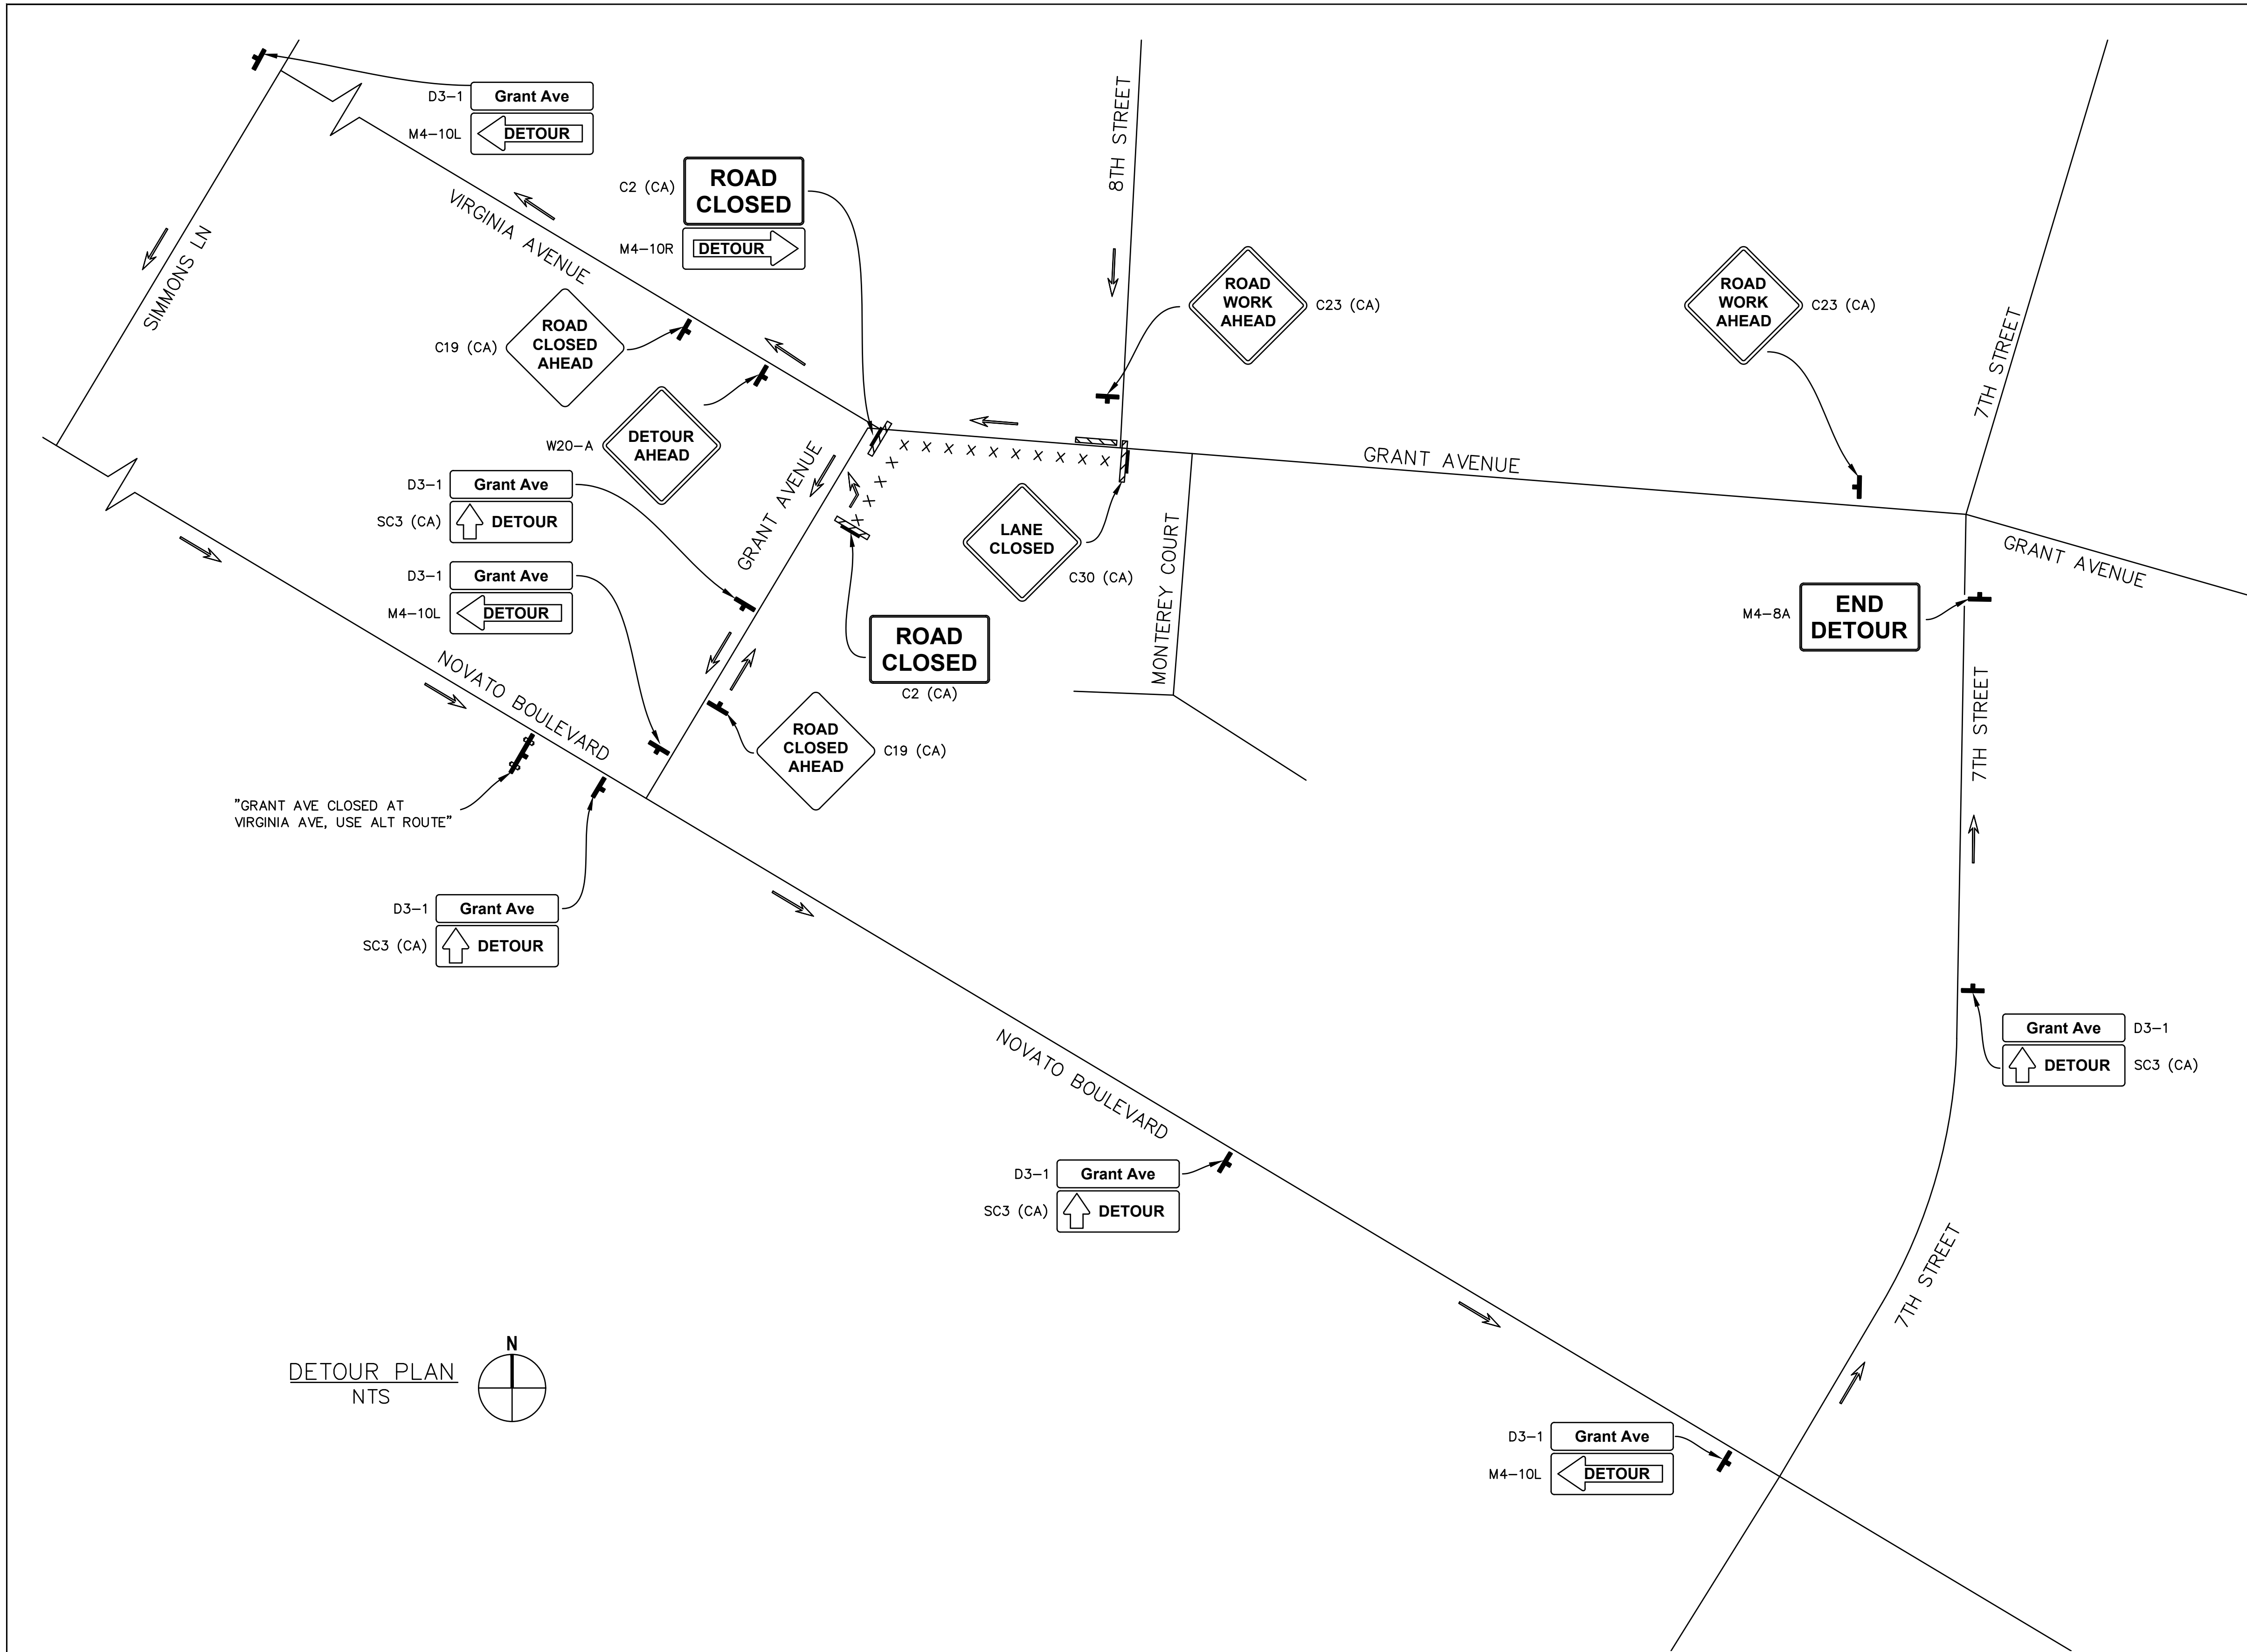 D3-1
Grant Ave
M4-10L
DETOUR
8TH STREET
C2 (CA)
ROAD
CLOSED
M4-10R
DETOUR
VIRGINIA AVENUE
SIMMONS LN
ROAD
WORK
AHEAD
C23 (CA)
ROAD
WORK
AHEAD
C23 (CA)
7TH STREET
C19 (CA)
ROAD
CLOSED
AHEAD
W20-A
DETOUR
AHEAD
GRANT AVENUE
X X X X X X X X X X
X X X X
GRANT AVENUE
GRANT AVENUE
D3-1
Grant Ave
SC3 (CA)
DETOUR
LANE
CLOSED
C30 (CA)
MONTEREY COURT
D3-1
Grant Ave
M4-10L
DETOUR
M4-8A
END
DETOUR
ROAD
CLOSED
C2 (CA)
NOVATO BOULEVARD
7TH STREET
ROAD
CLOSED
AHEAD
C19 (CA)
"GRANT AVE CLOSED AT
VIRGINIA AVE, USE ALT ROUTE"
D3-1
Grant Ave
SC3 (CA)
DETOUR
Grant Ave
D3-1
DETOUR
SC3 (CA)
NOVATO BOULEVARD
D3-1
Grant Ave
SC3 (CA)
DETOUR
7TH STREET
N
DETOUR PLAN
NTS
D3-1
Grant Ave
M4-10L
DETOUR